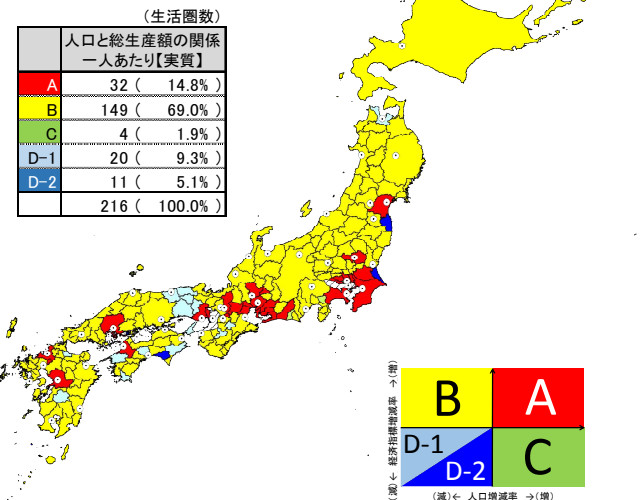 (生活圏数)
人口と総生産額の関係
一人あたり【実質】
A 32 ( 14.8% )
B 149 ( 69.0% )
C 4 ( 1.9% )
D-1 20 ( 9.3% )
D-2 11 ( 5.1% )
216 ( 100.0% )
B A
D-1
D-2 C
(減)← 経済指標増減率 →(増)
(減)← 人口増減率 →(増)